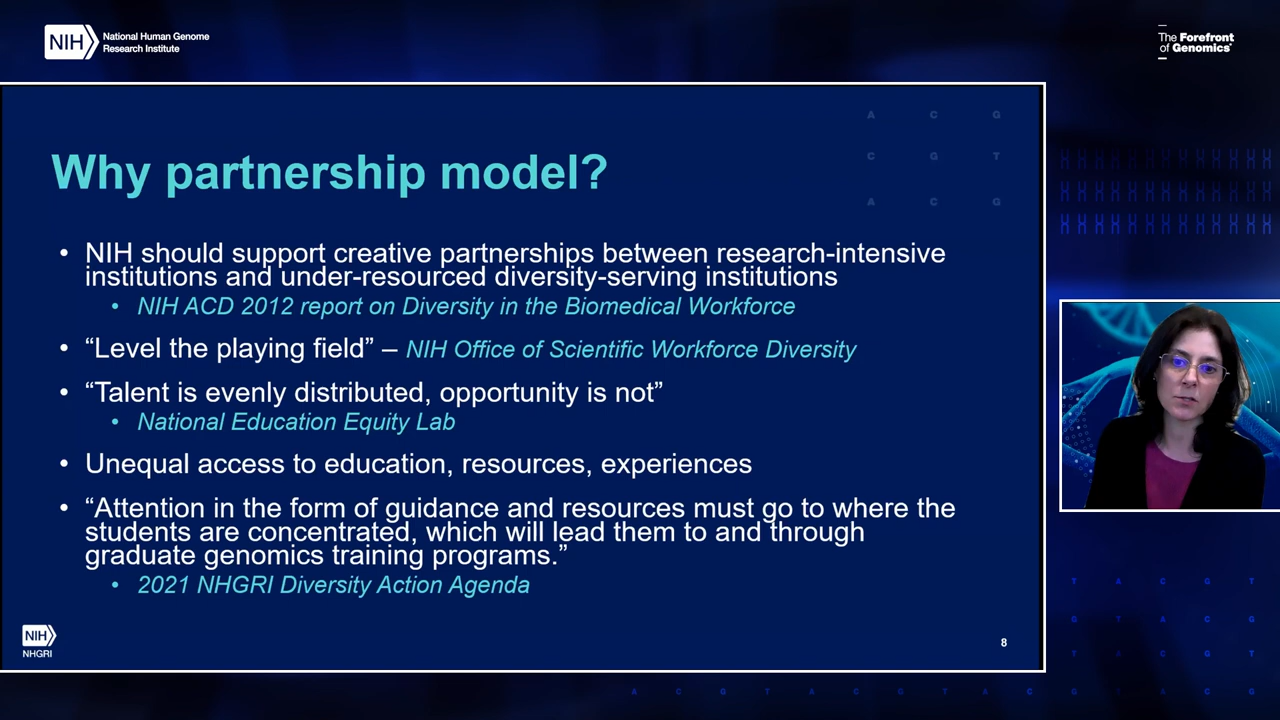 NIH
National Human Genome
Research Institute
The Forefront
of Genomics®
A C G
C G T
A C G
Why partnership model?
• NIH should support creative partnerships between research-intensive
institutions and under-resourced diversity-serving institutions
• NIH ACD 2012 report on Diversity in the Biomedical Workforce
• “Level the playing field” – NIH Office of Scientific Workforce Diversity
• “Talent is evenly distributed, opportunity is not”
• National Education Equity Lab
• Unequal access to education, resources, experiences
• “Attention in the form of guidance and resources must go to where the
students are concentrated, which will lead them to and through
graduate genomics training programs.”
• 2021 NHGRI Diversity Action Agenda
NIH
NHGRI
8
T A C G T
G T A C G
T A C G T
A C G T A C G T A C G T A C G